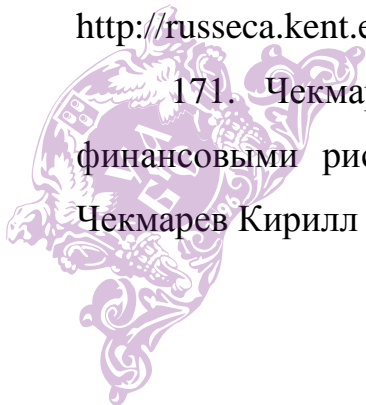 http://russeca.kent.e
171. Чекмар
финансовыми рис
Чекмарев Кирилл